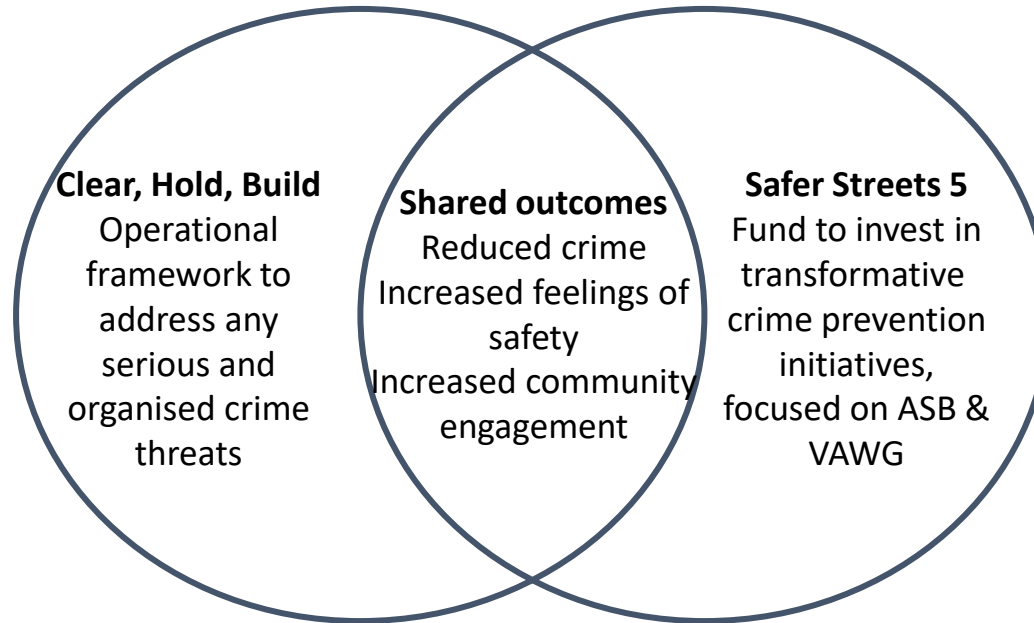 Clear, Hold, Build
Operational
framework to
address any
serious and
organised crime
threats
Shared outcomes
Reduced crime
Increased feelings of
safety
Increased community
engagement
Safer Streets 5
Fund to invest in
transformative
crime prevention
initiatives,
focused on ASB &
VAWG